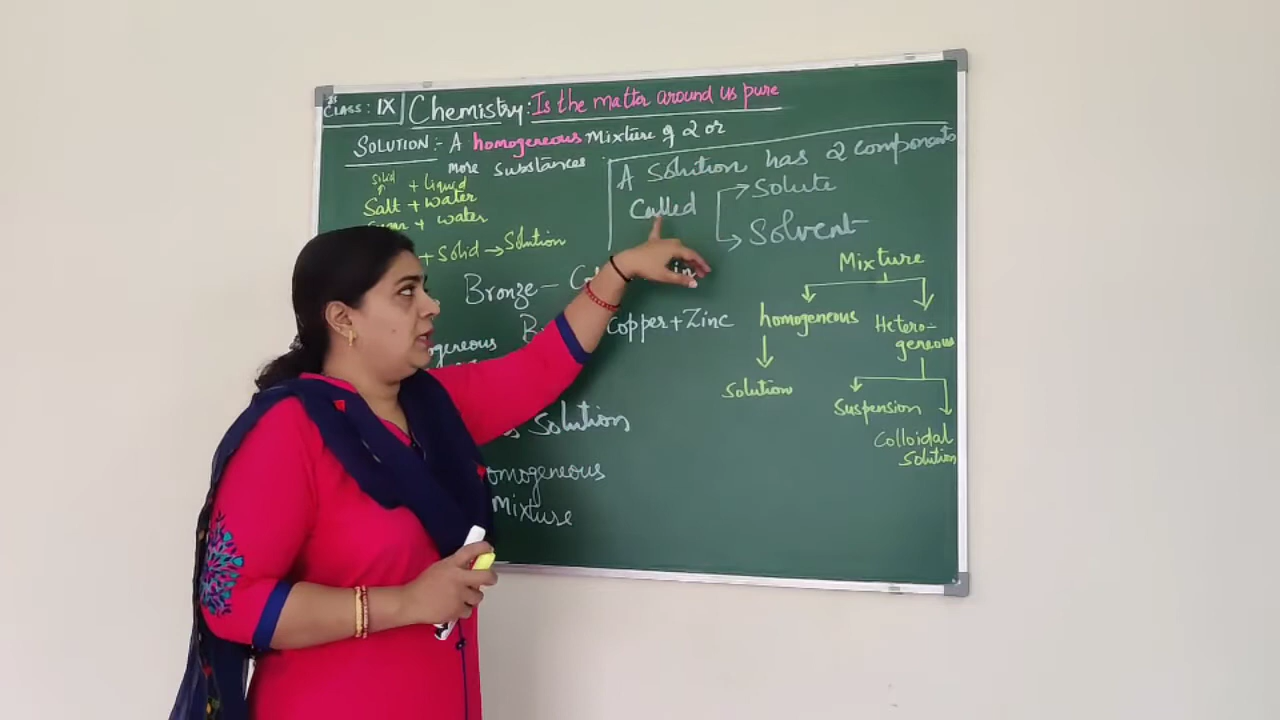 CLASS: IX Chemistry: Is the matter around us pure
SOLUTION:- A homogeneous Mixture of 2 or
more substances
Solid + Liquid
Salt + water
+ water
+ Solid → Solution
Bronze -
Copper + Zinc
Solution
Mixture
A Solution has 2 components
Called → Solute
→ Solvent
Mixture
homogeneous
Hetero-
geneous
Solution
Suspension
Colloidal
Solution